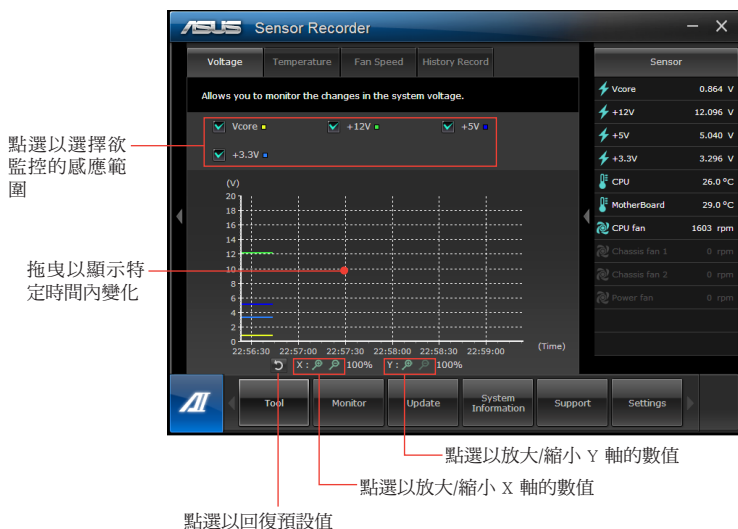 ASUS Sensor Recorder
Voltage Temperature Fan Speed History Record
Allows you to monitor the changes in the system voltage.
Vcore +12V +5V
+3.3V
點選以選擇欲
監控的感應範
圍
拖曳以顯示特
定時間內變化
(V)
20
18
16
14
12
10
8
6
4
2
0
22:56:30 22:57:00 22:57:30 22:58:00 22:58:30 22:59:00
(Time)
X : 100% Y : 100%
Sensor
Vcore 0.864 V
+12V 12.096 V
+5V 5.040 V
+3.3V 3.296 V
CPU 26.0 ºC
MotherBoard 29.0 ºC
CPU fan 1603 rpm
Chassis fan 1 0 rpm
Chassis fan 2 0 rpm
Power fan 0 rpm
Tool Monitor Update System Information Support Settings
點選以放大/縮小 Y 軸的數值
點選以放大/縮小 X 軸的數值
點選以回復預設值